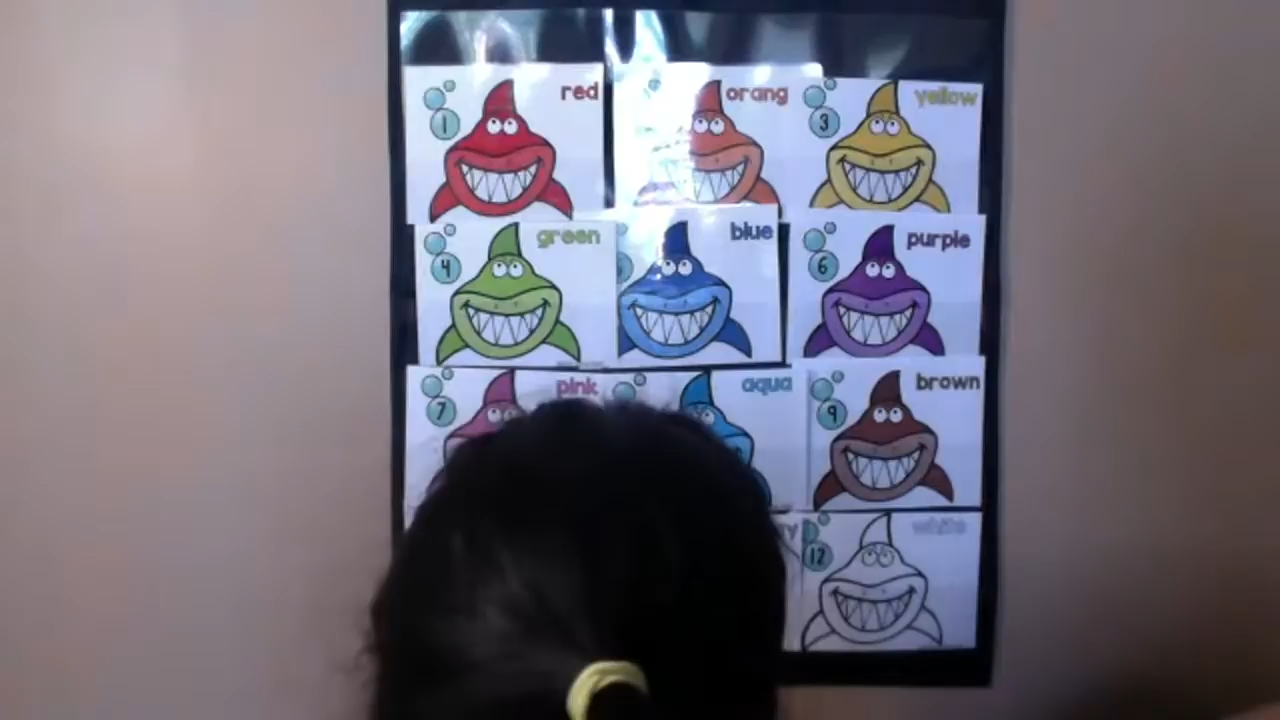 1 red
orang
3 yellow
4 green
blue
6 purple
7 pink
aqua
9 brown
y
12 white